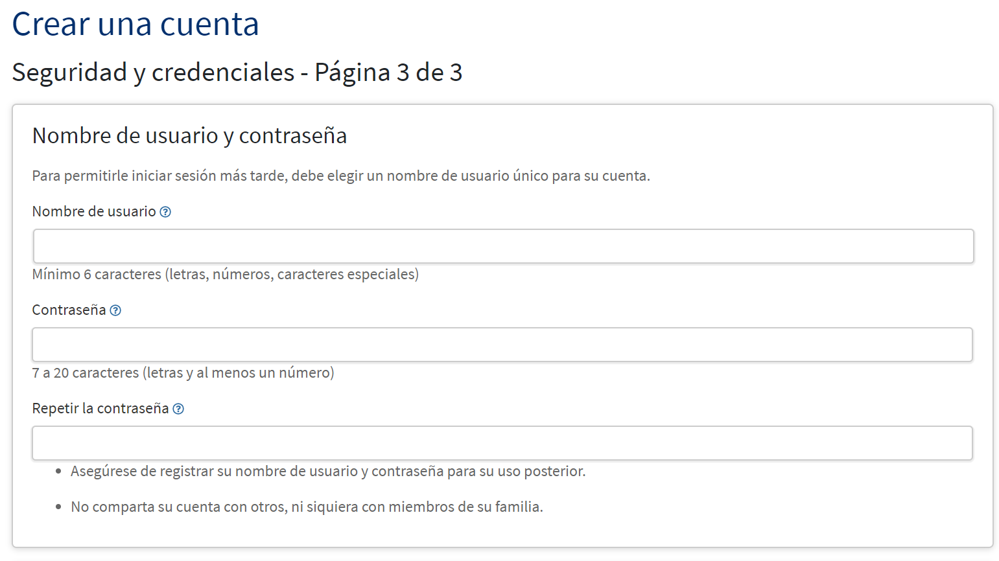 Crear una cuenta
Seguridad y credenciales - Página 3 de 3
Nombre de usuario y contraseña
Para permitirle iniciar sesión más tarde, debe elegir un nombre de usuario único para su cuenta.
Nombre de usuario ?
Mínimo 6 caracteres (letras, números, caracteres especiales)
Contraseña ?
7 a 20 caracteres (letras y al menos un número)
Repetir la contraseña ?
• Asegúrese de registrar su nombre de usuario y contraseña para su uso posterior.
• No comparta su cuenta con otros, ni siquiera con miembros de su familia.